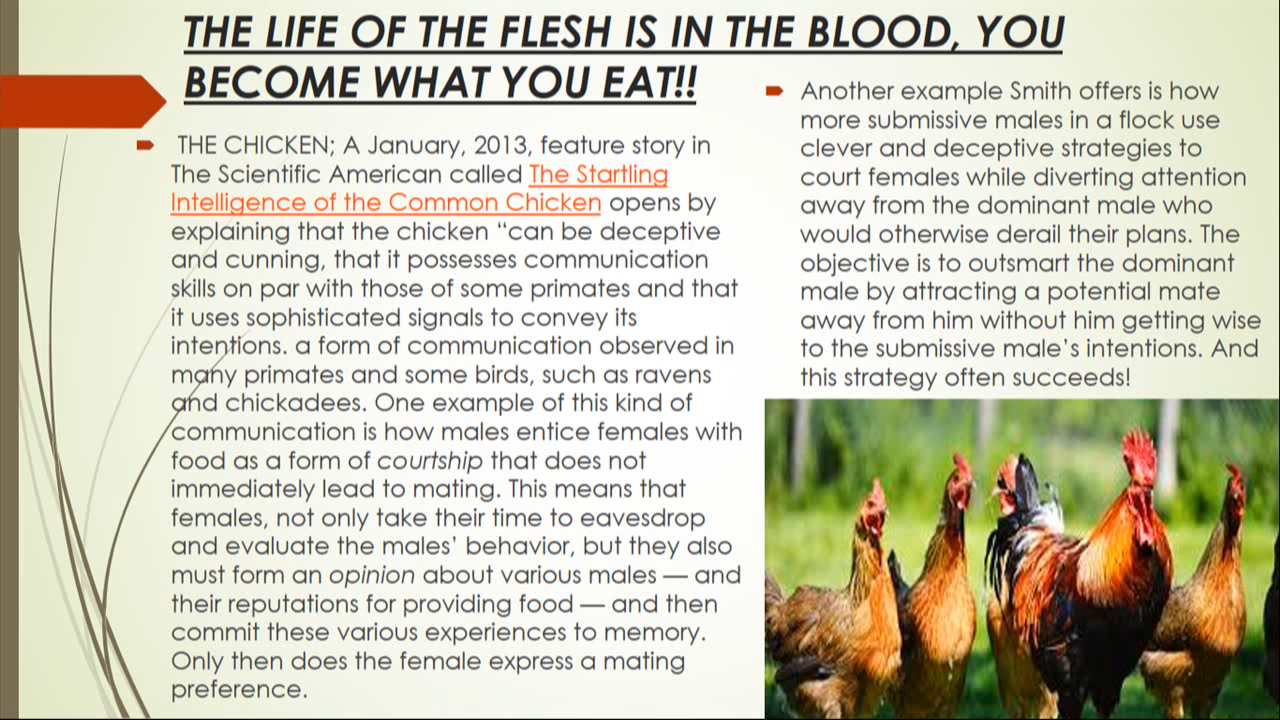 THE LIFE OF THE FLESH IS IN THE BLOOD, YOU
BECOME WHAT YOU EAT!!
THE CHICKEN; A January, 2013, feature story in
The Scientific American called The Startling
Intelligence of the Common Chicken opens by
explaining that the chicken “can be deceptive
and cunning, that it possesses communication
skills on par with those of some primates and that
it uses sophisticated signals to convey its
intentions. a form of communication observed in
many primates and some birds, such as ravens
and chickadees. One example of this kind of
communication is how males entice females with
food as a form of courtship that does not
immediately lead to mating. This means that
females, not only take their time to eavesdrop
and evaluate the males’ behavior, but they also
must form an opinion about various males — and
their reputations for providing food — and then
commit these various experiences to memory.
Only then does the female express a mating
preference.
Another example Smith offers is how
more submissive males in a flock use
clever and deceptive strategies to
court females while diverting attention
away from the dominant male who
would otherwise derail their plans. The
objective is to outsmart the dominant
male by attracting a potential mate
away from him without him getting wise
to the submissive male’s intentions. And
this strategy often succeeds!